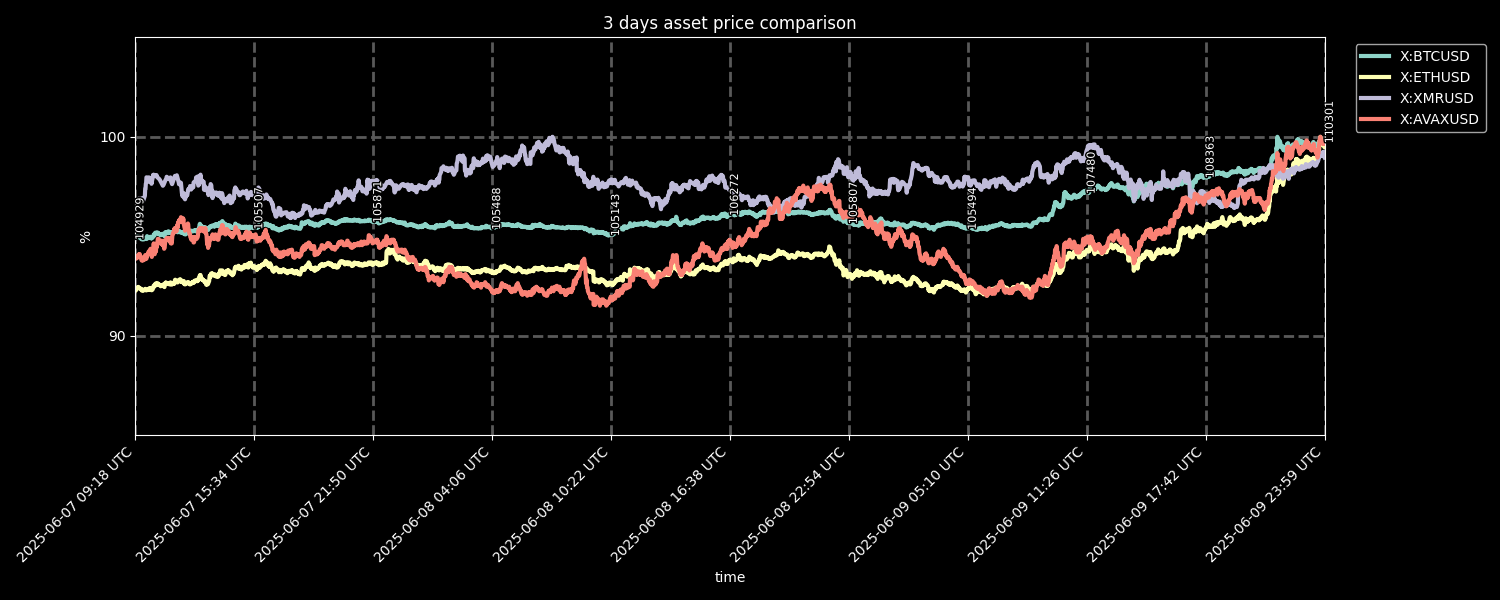 3 days asset price comparison
X:BTCUSD
X:ETHUSD
X:XMRUSD
X:AVAXUSD
%
100
90
104929
105507
105871
105488
105143
106272
105807
104949
107480
108363
110301
2025-06-07 09:18 UTC
2025-06-07 15:34 UTC
2025-06-07 21:50 UTC
2025-06-08 04:06 UTC
2025-06-08 10:22 UTC
2025-06-08 16:38 UTC
2025-06-08 22:54 UTC
2025-06-09 05:10 UTC
2025-06-09 11:26 UTC
2025-06-09 17:42 UTC
2025-06-09 23:59 UTC
time